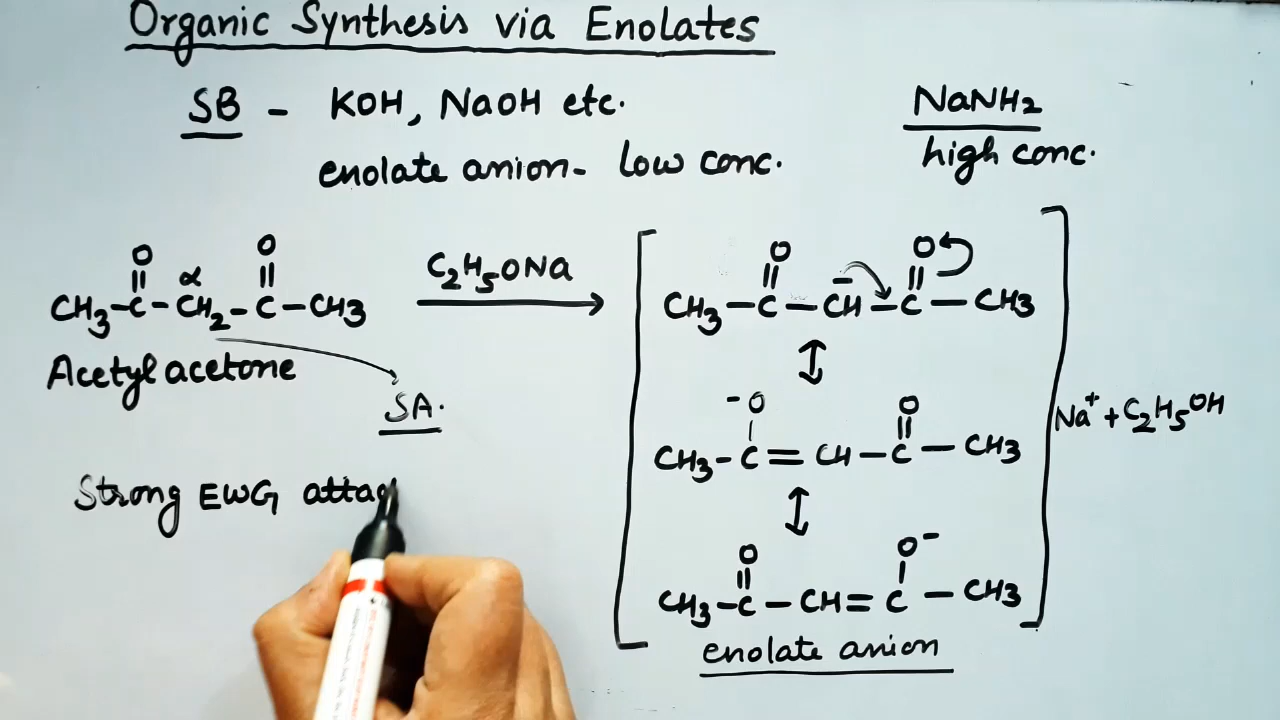 Organic Synthesis via Enolates
SB - KOH, NaOH etc.
NaNH2
high conc.
enolate anion - low conc.
O O
|| α ||
CH3-C-CH2-C-CH3
Acetylacetone
SA.
C2H5ONa
O O
|| - ||
CH3-C-CH-C-CH3
↕
-O O
| ||
CH3-C=CH-C-CH3
↕
O O-
|| |
CH3-C-CH=C-CH3
enolate anion
Na+ + C2H5OH
Strong EWG attac